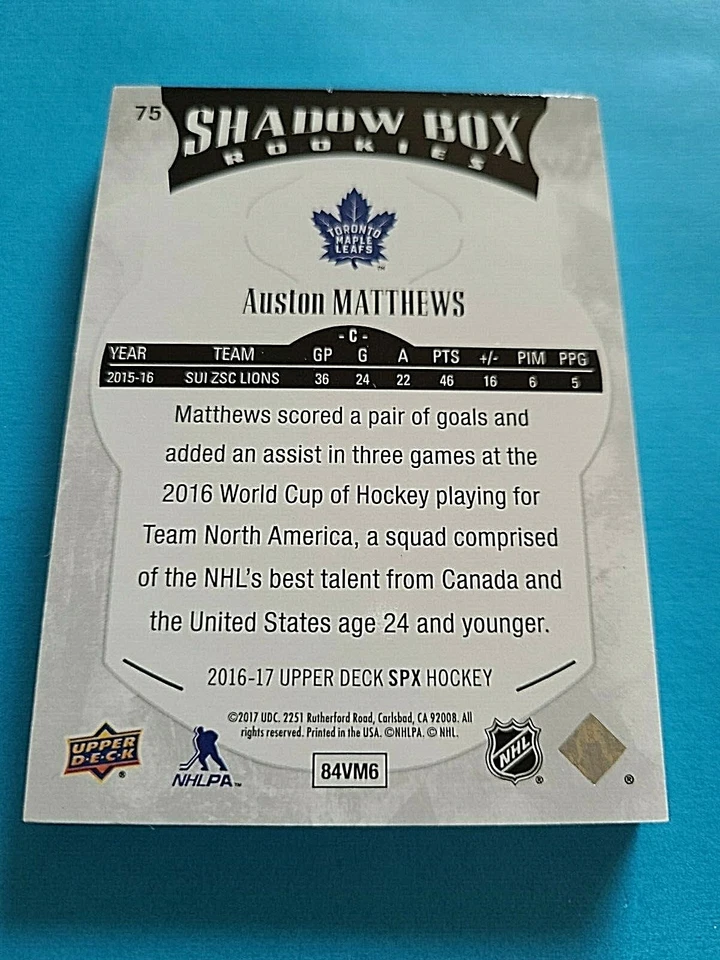 75
SHADOW BOX
ROOKIES
TORONTO
MAPLE
LEAFS
TM
Auston MATTHEWS
- C -
YEAR TEAM GP G A PTS +/- PIM PPG
2015-16 SUI ZSC LIONS 36 24 22 46 16 6 5
Matthews scored a pair of goals and
added an assist in three games at the
2016 World Cup of Hockey playing for
Team North America, a squad comprised
of the NHL's best talent from Canada and
the United States age 24 and younger.
2016-17 UPPER DECK SPX HOCKEY
©2017 UDC. 2251 Rutherford Road, Carlsbad, CA 92008. All
rights reserved. Printed in the USA. ©NHLPA. © NHL.
UPPER
D·E·C·K
®
NHLPA™
84VM6
NHL
®
®